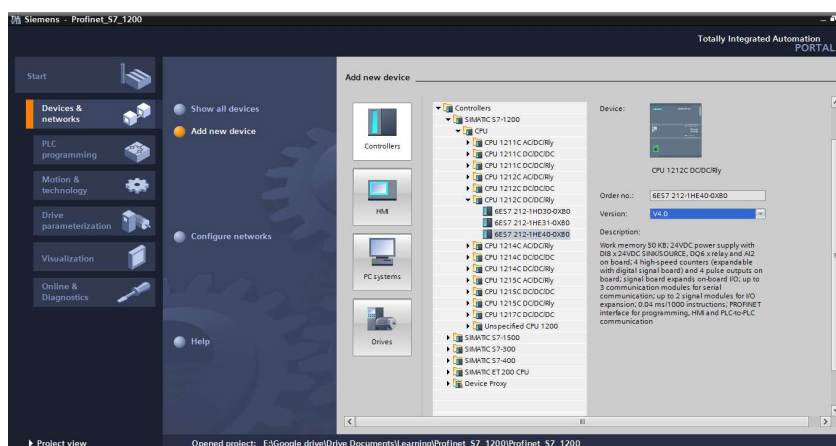 Siemens - Profinet_S7_1200
Totally Integrated Automation
PORTAL
Start
Devices &
networks
PLC
programming
Motion &
technology
Drive
parameterization
Visualization
Online &
Diagnostics
Show all devices
Add new device
Configure networks
Help
Add new device
Controllers
HMI
PC systems
Drives
Controllers
SIMATIC S7-1200
CPU
CPU 1211C AC/DC/Rly
CPU 1211C DC/DC/DC
CPU 1211C DC/DC/Rly
CPU 1212C AC/DC/Rly
CPU 1212C DC/DC/DC
CPU 1212C DC/DC/Rly
6ES7 212-1HD30-0XB0
6ES7 212-1HE31-0XB0
6ES7 212-1HE40-0XB0
CPU 1214C AC/DC/Rly
CPU 1214C DC/DC/DC
CPU 1214C DC/DC/Rly
CPU 1215C AC/DC/Rly
CPU 1215C DC/DC/DC
CPU 1215C DC/DC/Rly
CPU 1217C DC/DC/DC
Unspecified CPU 1200
SIMATIC S7-1500
SIMATIC S7-300
SIMATIC S7-400
SIMATIC ET 200 CPU
Device Proxy
Device:
CPU 1212C DC/DC/Rly
Order no.: 6ES7 212-1HE40-0XB0
Version: V4.0
Description:
Work memory 50 KB; 24VDC power supply with
DI8 x 24VDC SINK/SOURCE, DQ6 x relay and AI2
on board; 4 high-speed counters (expandable
with digital signal board) and 4 pulse outputs on
board; signal board expands on-board I/O; up to
3 communication modules for serial
communication; up to 2 signal modules for I/O
expansion; 0.04 ms/1000 instructions; PROFINET
interface for programming, HMI and PLC-to-PLC
communication
Project view
Opened project: E:\Google drive\Drive Documents\Learning\Profinet_S7_1200\Profinet_S7_1200